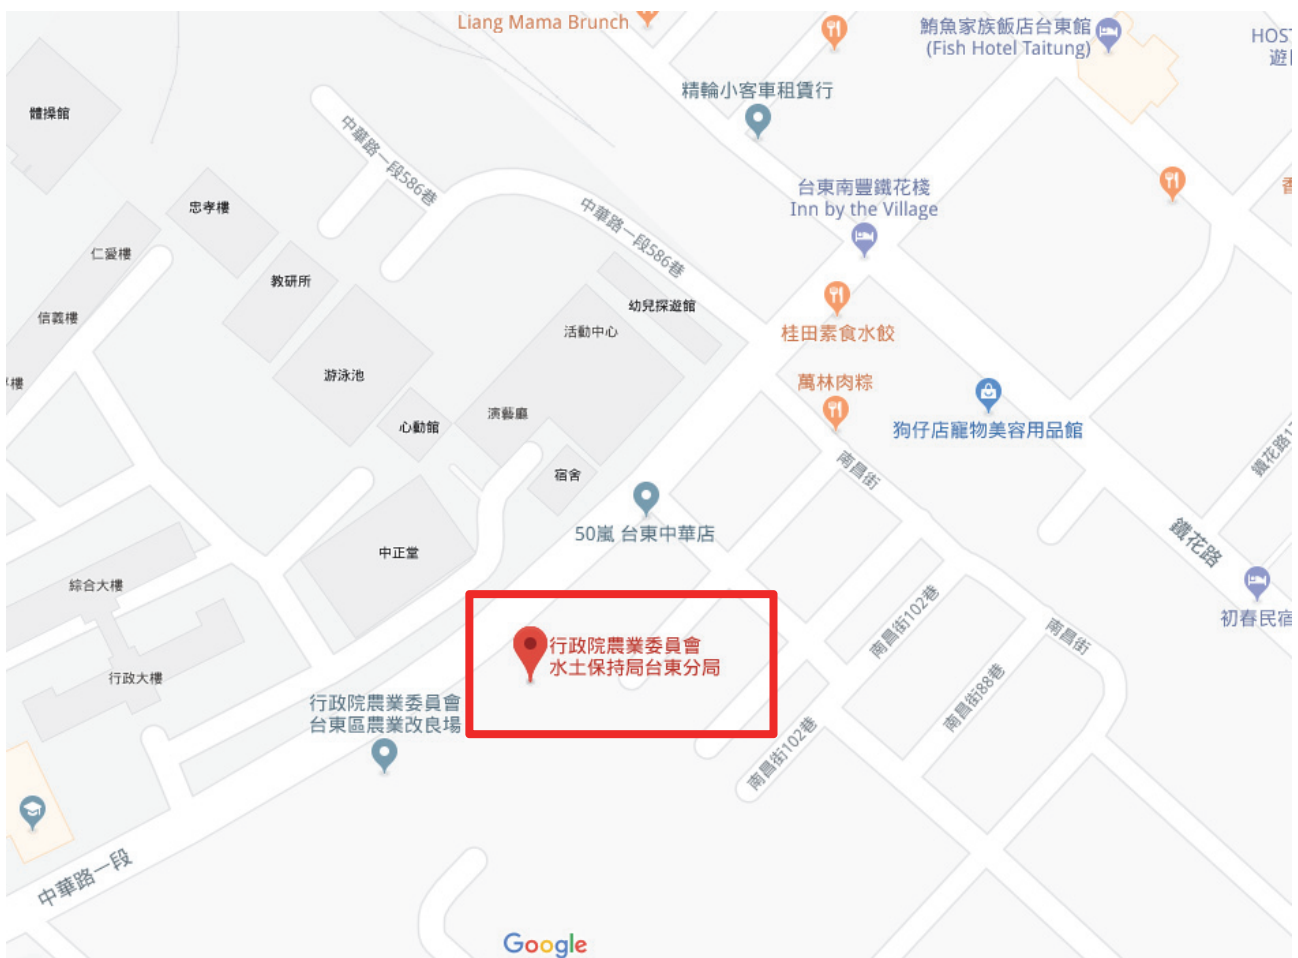 Liang Mama Brunch
鮪魚家族飯店台東館
(Fish Hotel Taitung)
HOST
精輪小客車租賃行
體操館
中華路一段586巷
台東南豐鐵花棧
Inn by the Village
忠孝樓
中華路一段586巷
仁愛樓
教研所
幼兒探遊館
信義樓
活動中心
桂田素食水餃
游泳池
萬林肉粽
樓
演藝廳
心動館
狗仔店寵物美容用品館
南昌街
宿舍
50嵐 台東中華店
鐵花路
中正堂
綜合大樓
南昌街102巷
初春民宿
南昌街
行政院農業委員會
水土保持局台東分局
行政大樓
南昌街88巷
行政院農業委員會
台東區農業改良場
南昌街102巷
中華路一段
Google